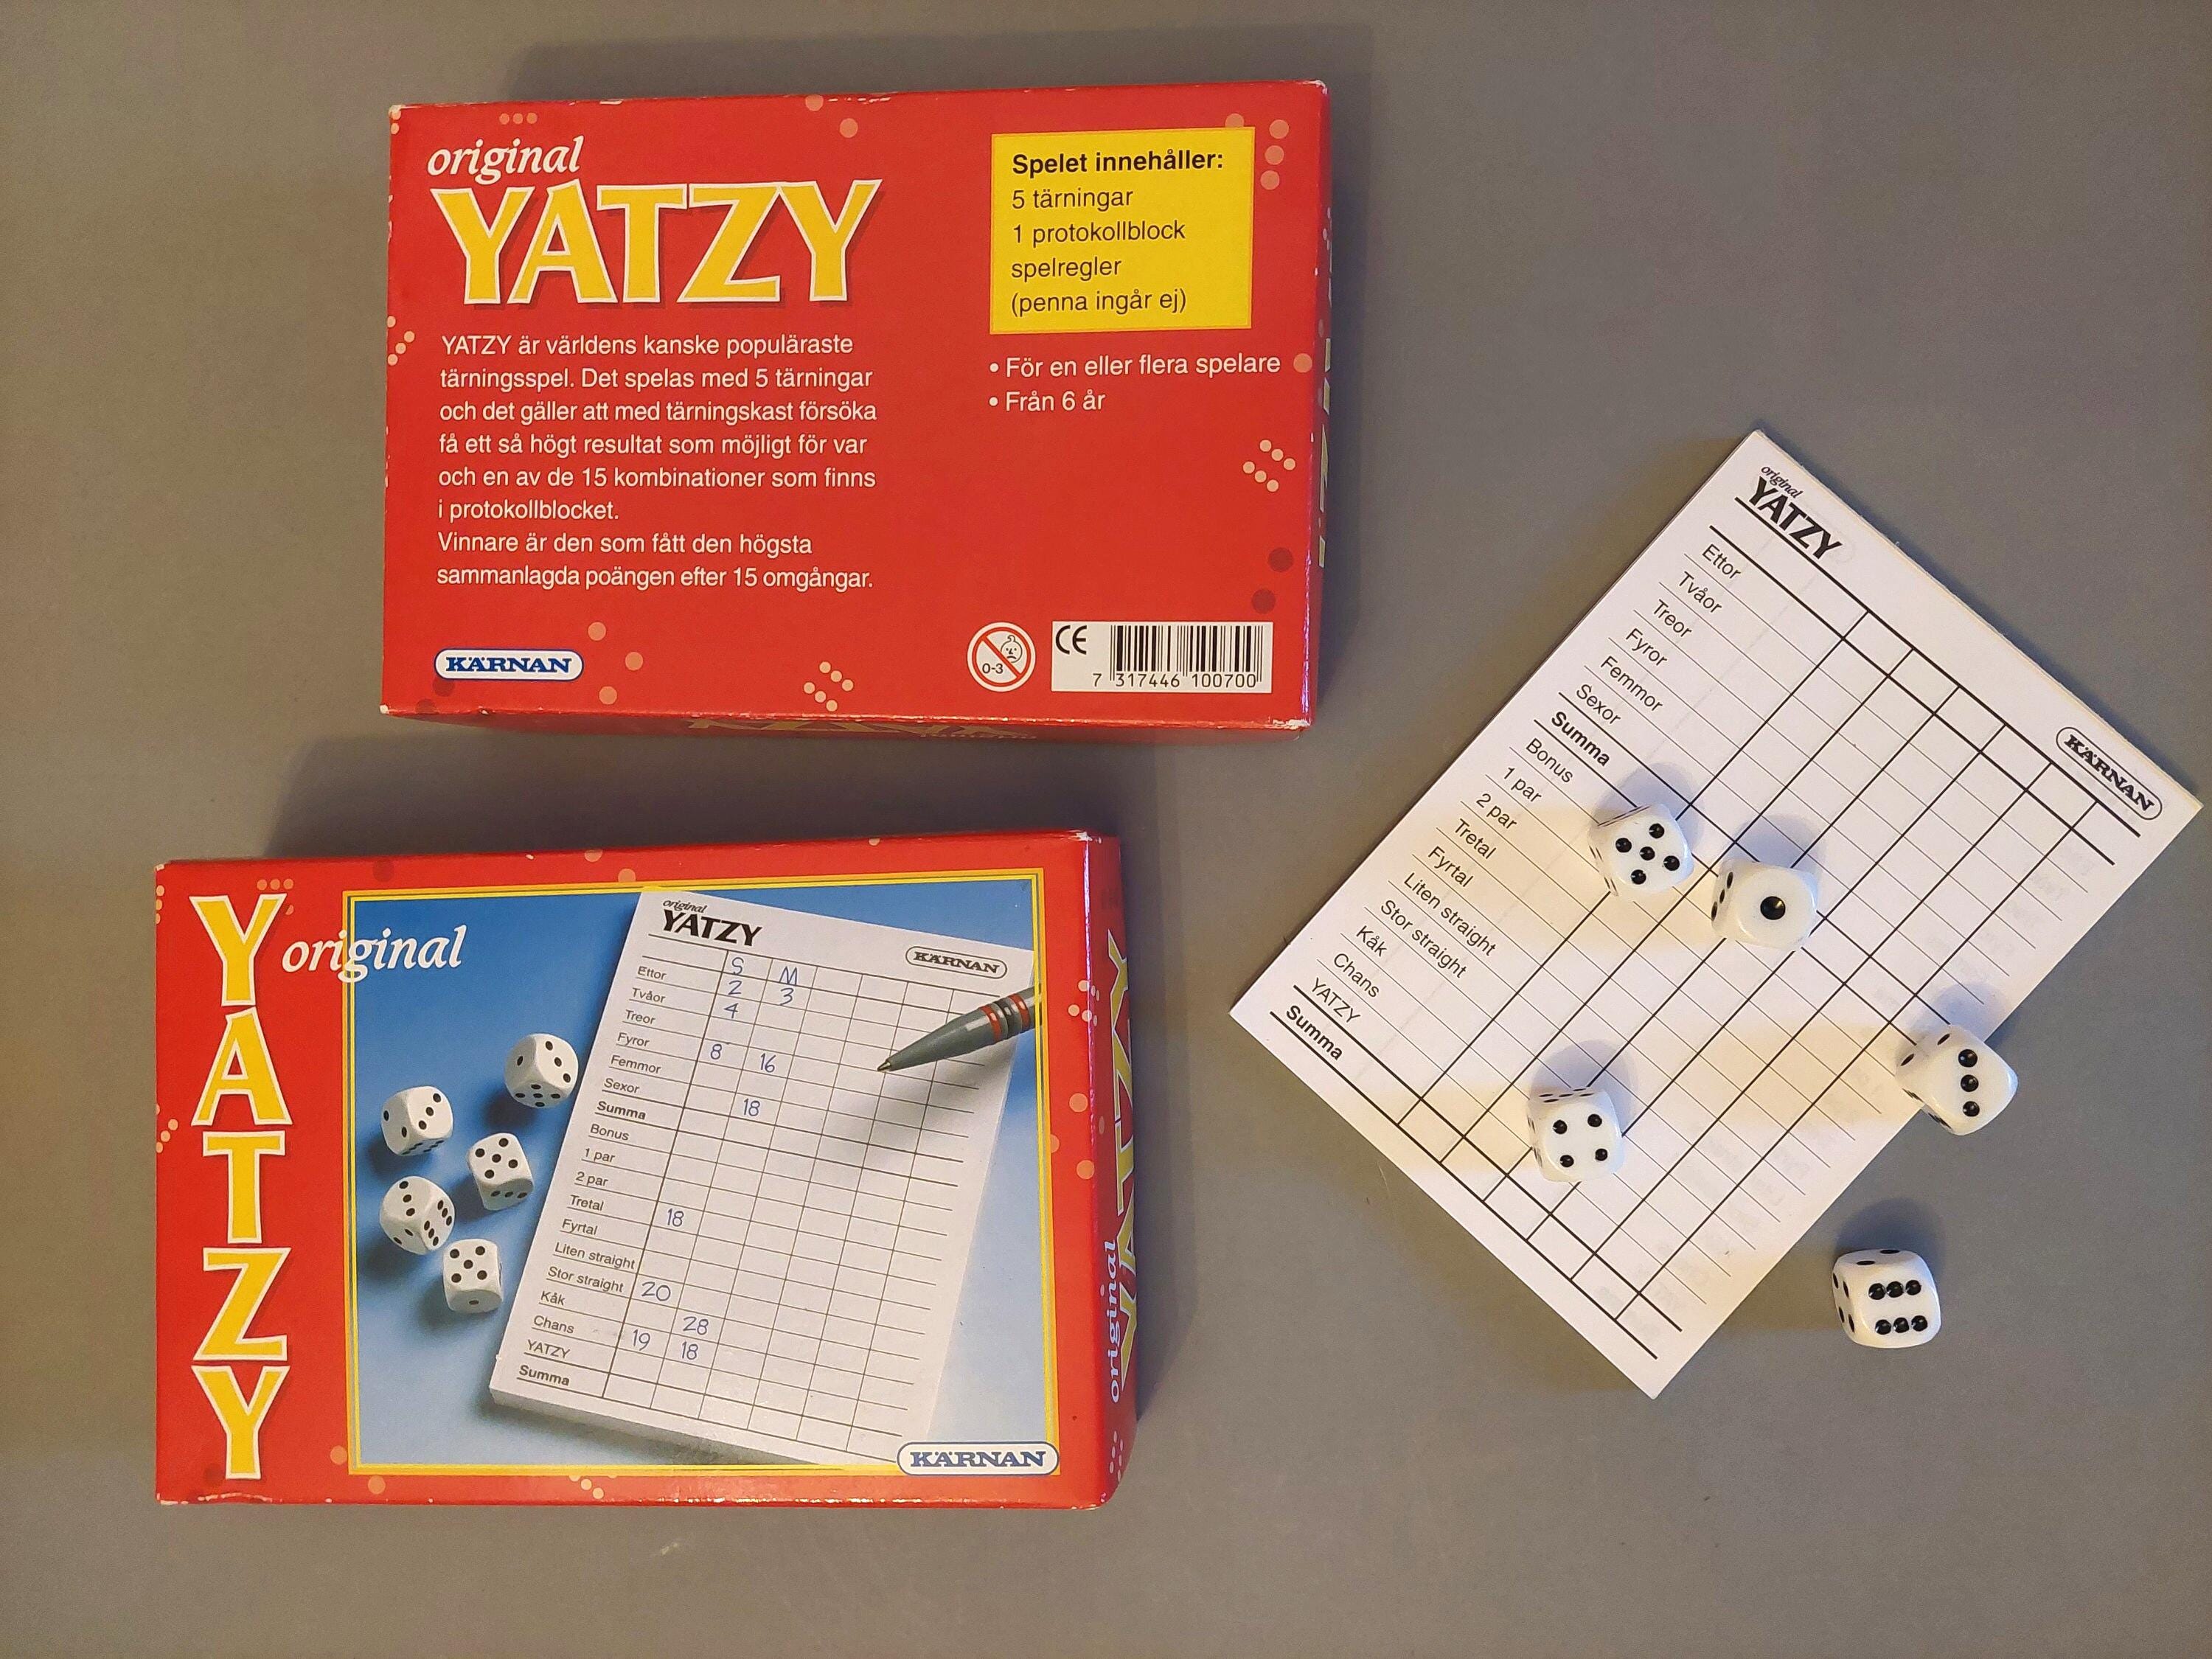 original
YATZY
YATZY är världens kanske populäraste
tärningsspel. Det spelas med 5 tärningar
och det gäller att med tärningskast försöka
få ett så högt resultat som möjligt för var
och en av de 15 kombinationer som finns
i protokollblocket.
Vinnare är den som fått den högsta
sammanlagda poängen efter 15 omgångar.
KÄRNAN
Spelet innehåller:
5 tärningar
1 protokollblock
spelregler
(penna ingår ej)
• För en eller flera spelare
• Från 6 år
0-3
CE
7 317446 100700
YATZY
original
original
YATZY
KÄRNAN
S M
Ettor 2 3
Tvåor 4
Treor
Fyror 8 16
Femmor
Sexor 18
Summa
Bonus
1 par
2 par
Tretal 18
Fyrtal
Liten straight
Stor straight 20
Kåk 28
Chans 19 18
YATZY
Summa
KÄRNAN
original YATZY
original
YATZY
KÄRNAN
Ettor
Tvåor
Treor
Fyror
Femmor
Sexor
Summa
Bonus
1 par
2 par
Tretal
Fyrtal
Liten straight
Stor straight
Kåk
Chans
YATZY
Summa